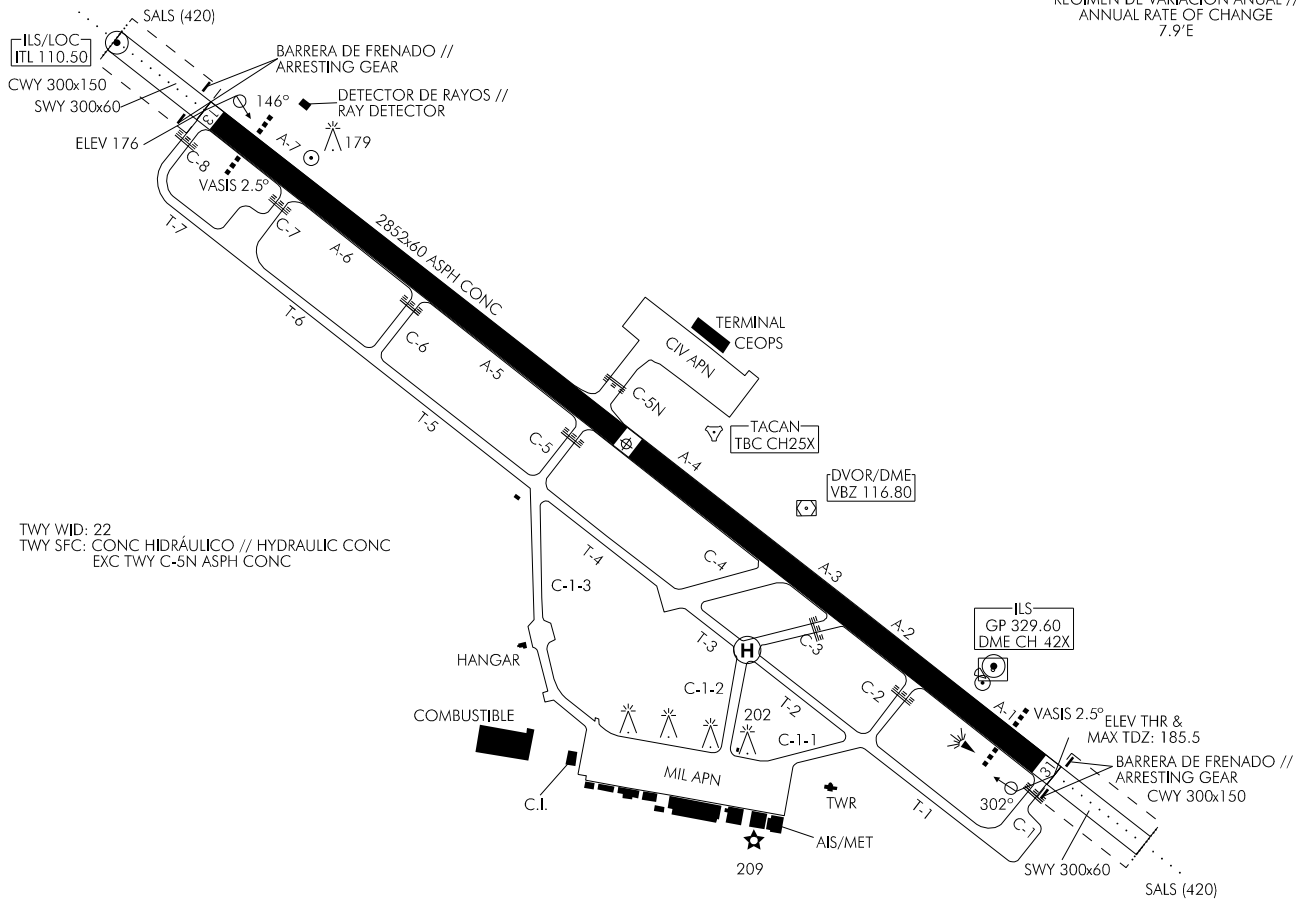 RÉGIMEN DE VARIACIÓN ANUAL //
ANNUAL RATE OF CHANGE
7.9'E
SALS (420)
ILS/LOC
ITL 110.50
CWY 300x150
SWY 300x60
ELEV 176
BARRERA DE FRENADO //
ARRESTING GEAR
146°
DETECTOR DE RAYOS //
RAY DETECTOR
179
13
A-7
C-8
VASIS 2.5°
C-7
T-7
A-6
2852x60 ASPH CONC
T-6
C-6
A-5
TERMINAL
CEOPS
CIV APN
C-5N
T-5
C-5
TACAN
TBC CH25X
A-4
DVOR/DME
VBZ 116.80
TWY WID: 22
TWY SFC: CONC HIDRÁULICO // HYDRAULIC CONC
EXC TWY C-5N ASPH CONC
T-4
C-4
A-3
C-1-3
A-2
ILS
GP 329.60
DME CH 42X
T-3
C-3
H
HANGAR
C-1-2
C-2
A-1
T-2
VASIS 2.5°
COMBUSTIBLE
202
C-1-1
ELEV THR &
MAX TDZ: 185.5
31
BARRERA DE FRENADO //
ARRESTING GEAR
CWY 300x150
MIL APN
TWR
302°
C.I.
T-1
C-1
AIS/MET
209
SWY 300x60
SALS (420)